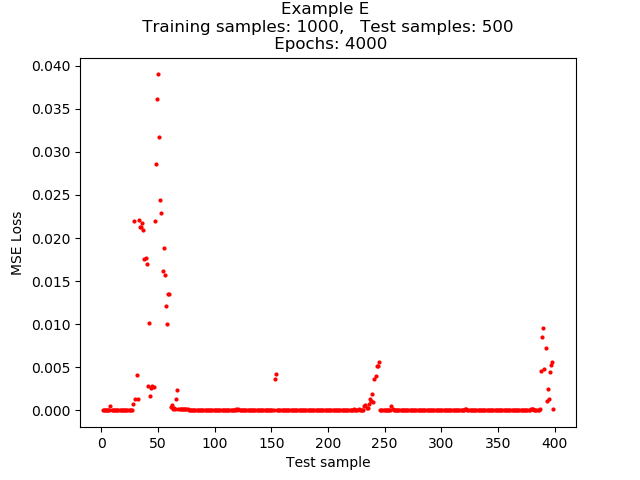 Example E
Training samples: 1000,   Test samples: 500
Epochs: 4000
0.040
0.035
0.030
0.025
0.020
0.015
0.010
0.005
0.000
MSE Loss
0 50 100 150 200 250 300 350 400
Test sample